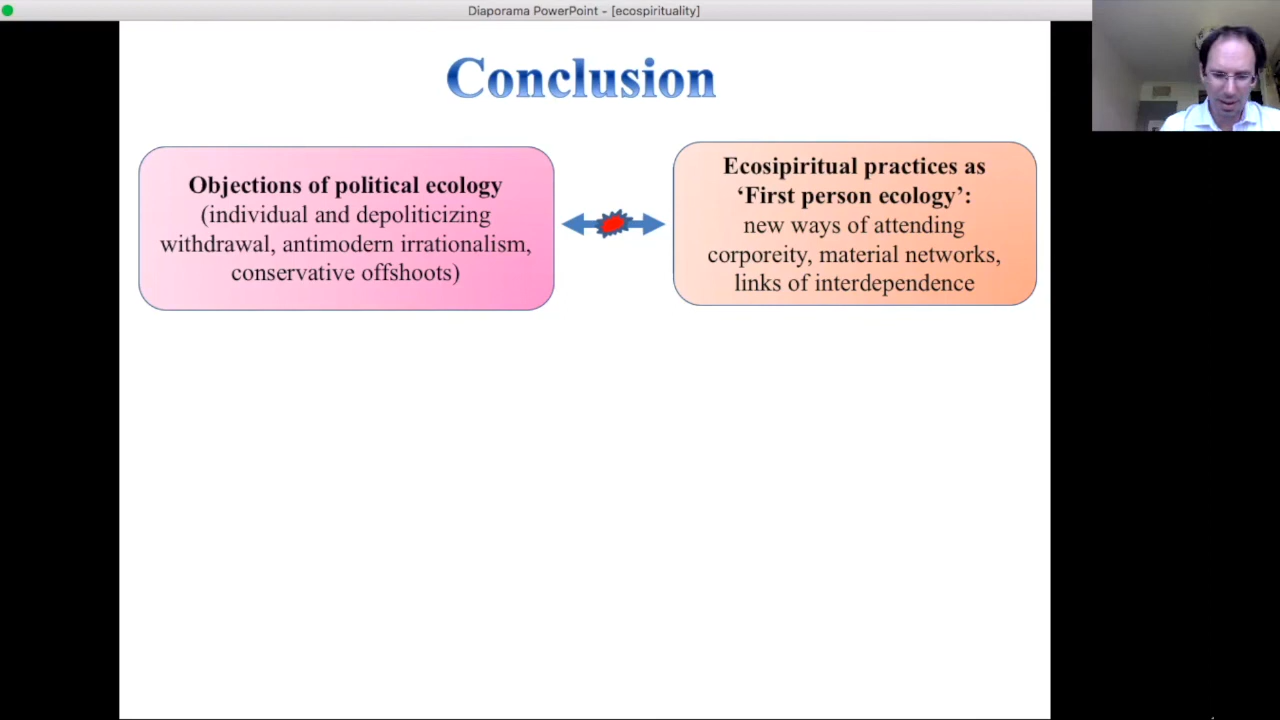 Diaporama PowerPoint - [ecospirituality]
Conclusion
Objections of political ecology
(individual and depoliticizing
withdrawal, antimodern irrationalism,
conservative offshoots)
Ecosipiritual practices as
‘First person ecology’:
new ways of attending
corporeity, material networks,
links of interdependence